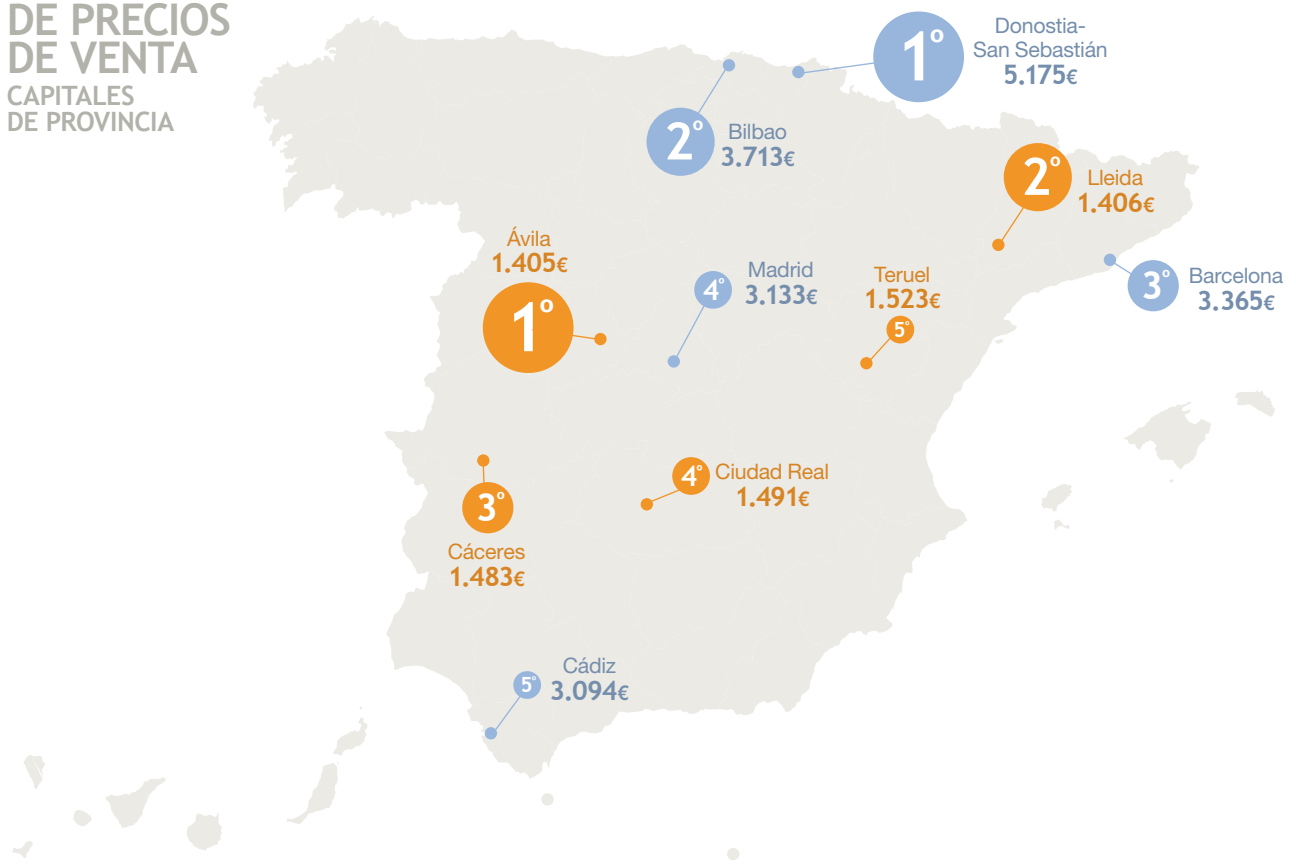 DE PRECIOS
DE VENTA
CAPITALES
DE PROVINCIA
1º
Donostia-
San Sebastián
5.175€
2º
Bilbao
3.713€
2º
Lleida
1.406€
Ávila
1.405€
1º
4º
Madrid
3.133€
Teruel
1.523€
5º
3º
Barcelona
3.365€
3º
Cáceres
1.483€
4º
Ciudad Real
1.491€
5º
Cádiz
3.094€